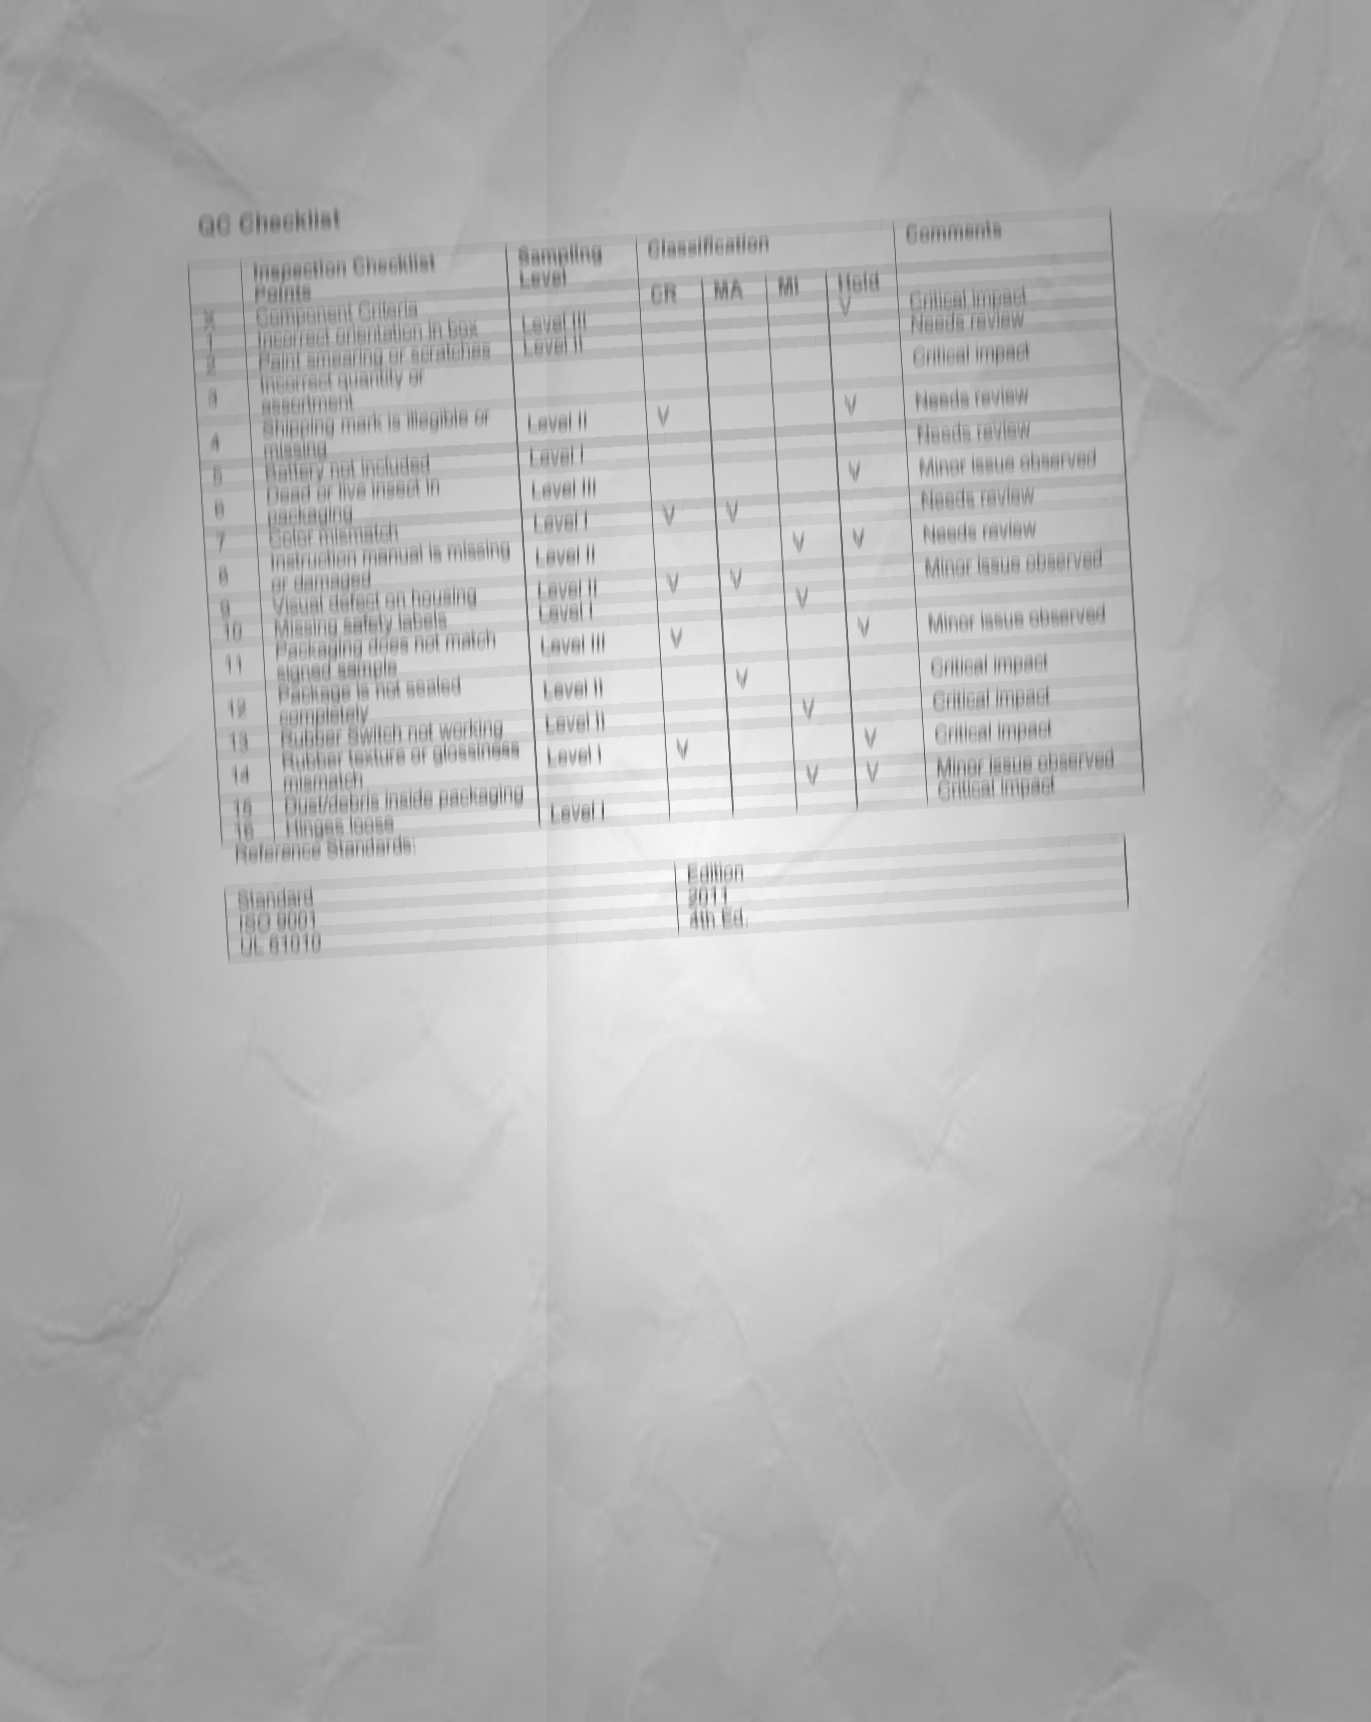 QC Checklist
Inspection Checklist Points Sampling Level Classification Comments
CR MA MI Hold
X Component Criteria
1 Incorrect orientation in box Level III V Critical impact
2 Paint smearing or scratches Level II Needs review
3 Incorrect quantity or assortment Critical impact
4 Shipping mark is illegible or missing Level II V V Needs review
5 Battery not included Level I Needs review
6 Dead or live insect in packaging Level III V Minor issue observed
7 Color mismatch Level I V V Needs review
8 Instruction manual is missing or damaged Level II V V Needs review
9 Visual defect on housing Level II V V Minor issue observed
10 Missing safety labels Level I V
11 Packaging does not match signed sample Level III V V Minor issue observed
12 Package is not sealed completely Level II V Critical impact
13 Rubber Switch not working Level II V Critical impact
14 Rubber texture or glossiness mismatch Level I V V Critical impact
15 Dust/debris inside packaging V V Minor issue observed
16 Hinges loose Level I Critical impact
Reference Standards:
Standard Edition
ISO 9001 2011
UL 61010 4th Ed.